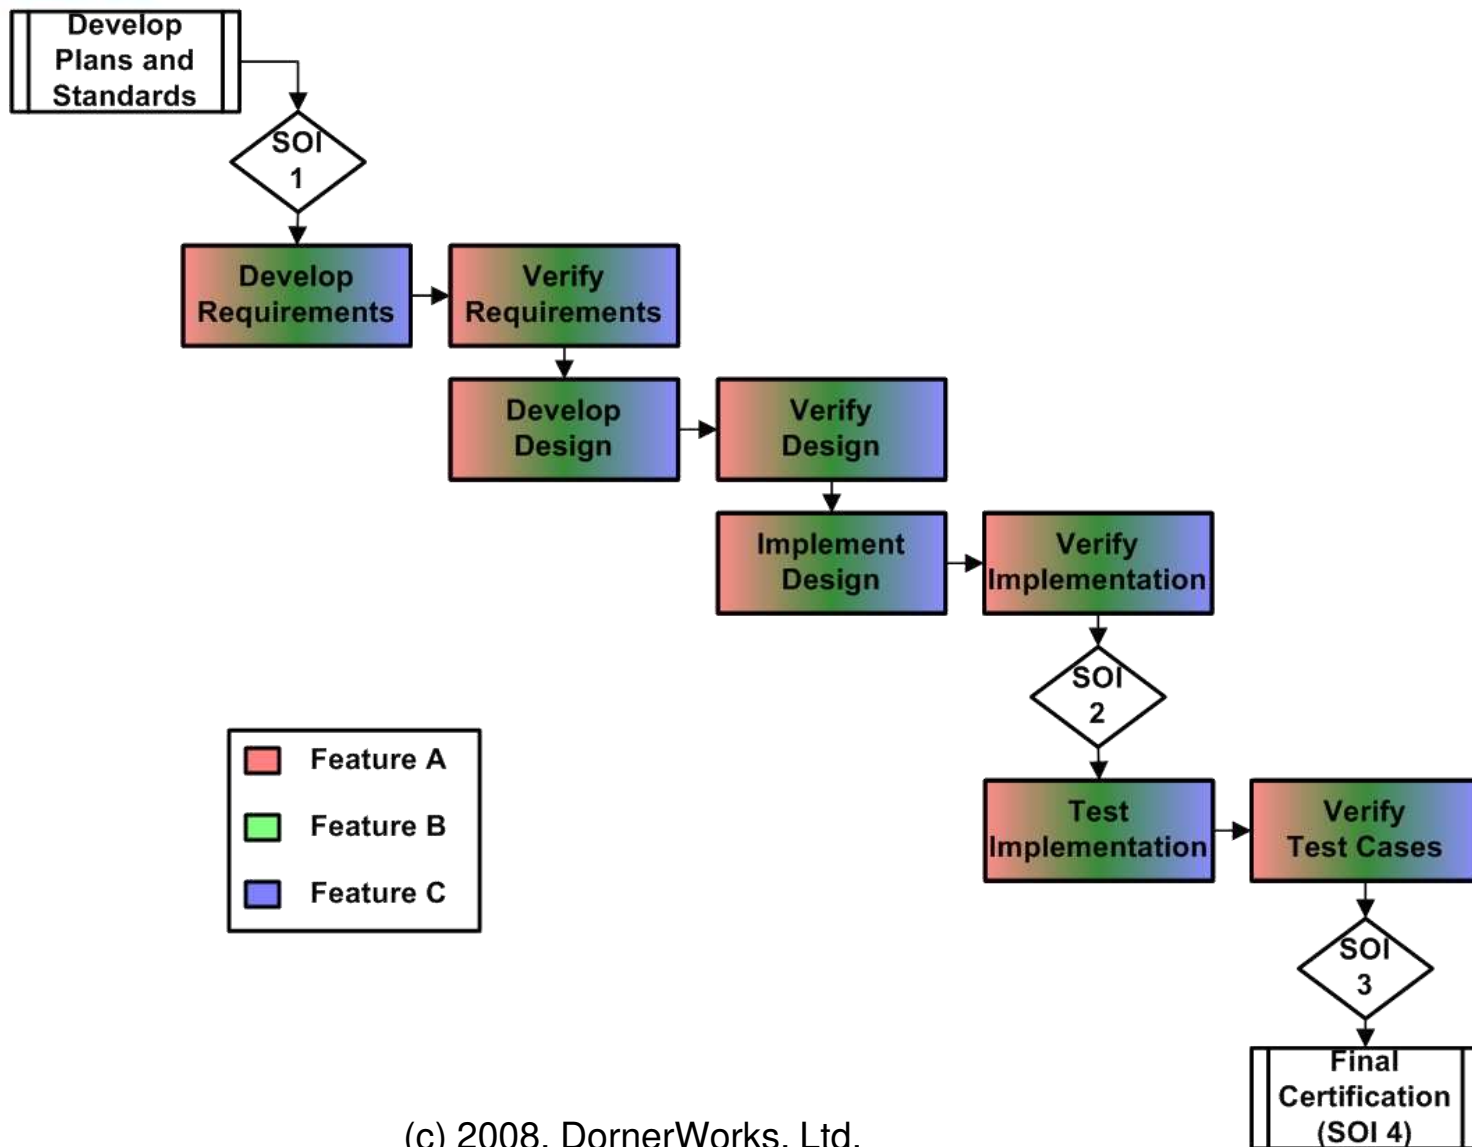 Develop
Plans and
Standards
SOI
1
Develop
Requirements
Verify
Requirements
Develop
Design
Verify
Design
Implement
Design
Verify
Implementation
SOI
2
Feature A
Feature B
Feature C
Test
Implementation
Verify
Test Cases
SOI
3
Final
Certification
(SOI 4)
(c) 2008, DornerWorks, Ltd.